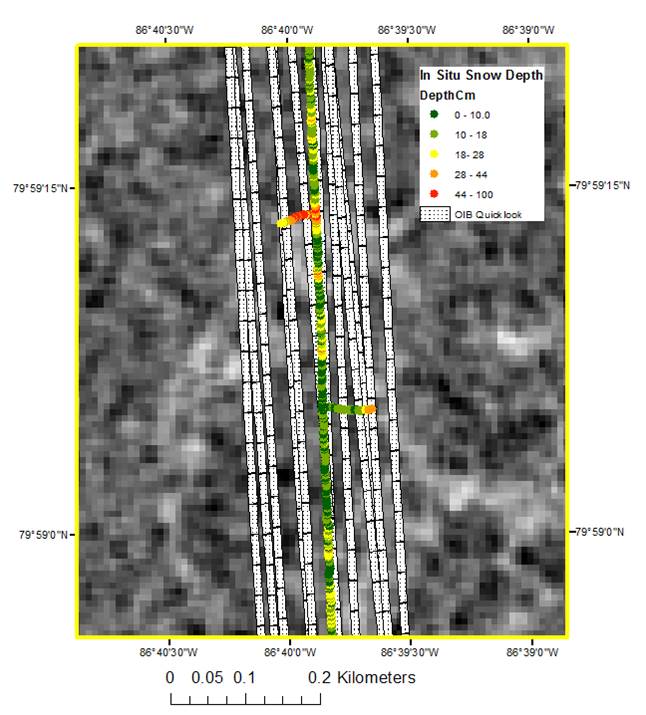 86°40'30"W 86°40'0"W 86°39'30"W 86°39'0"W
In Situ Snow Depth
DepthCm
0 - 10.0
10 - 18
18- 28
28 - 44
44 - 100
OIB Quicklook
79°59'15"N 79°59'15"N
79°59'0"N 79°59'0"N
86°40'30"W 86°40'0"W 86°39'30"W 86°39'0"W
0 0.05 0.1 0.2 Kilometers